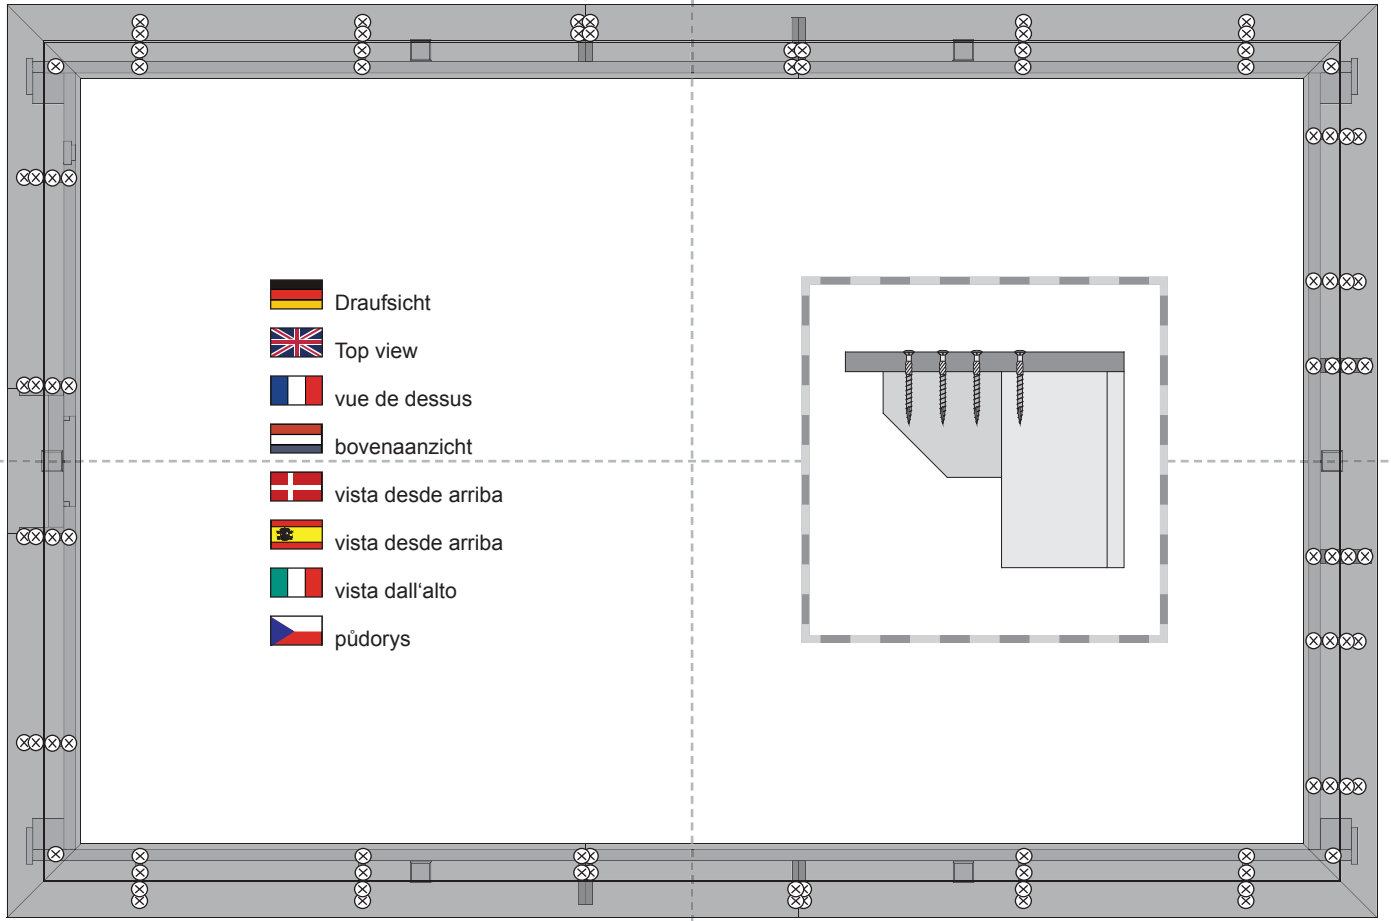 Draufsicht
Top view
vue de dessus
bovenaanzicht
vista desde arriba
vista desde arriba
vista dall‘alto
půdorys